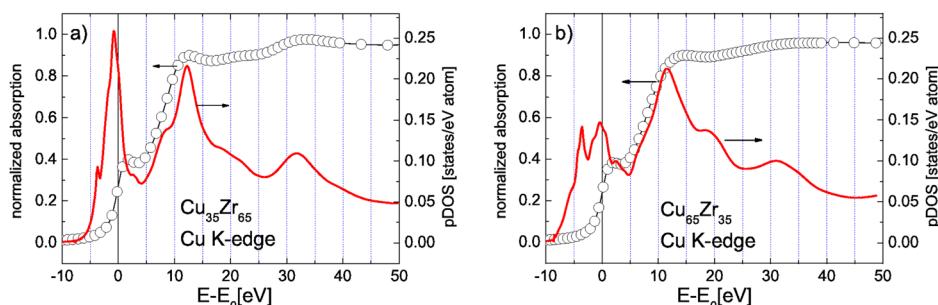 a)
normalized absorption
1.0
0.8
0.6
0.4
0.2
0.0
0.25
0.20
0.15
0.10
0.05
0.00
pDOS [states/eV atom]
Cu35Zr65
Cu K-edge
-10 0 10 20 30 40 50
E-E0[eV]
b)
normalized absorption
1.0
0.8
0.6
0.4
0.2
0.0
0.25
0.20
0.15
0.10
0.05
0.00
pDOS [states/eV atom]
Cu65Zr35
Cu K-edge
-10 0 10 20 30 40 50
E-E0[eV]